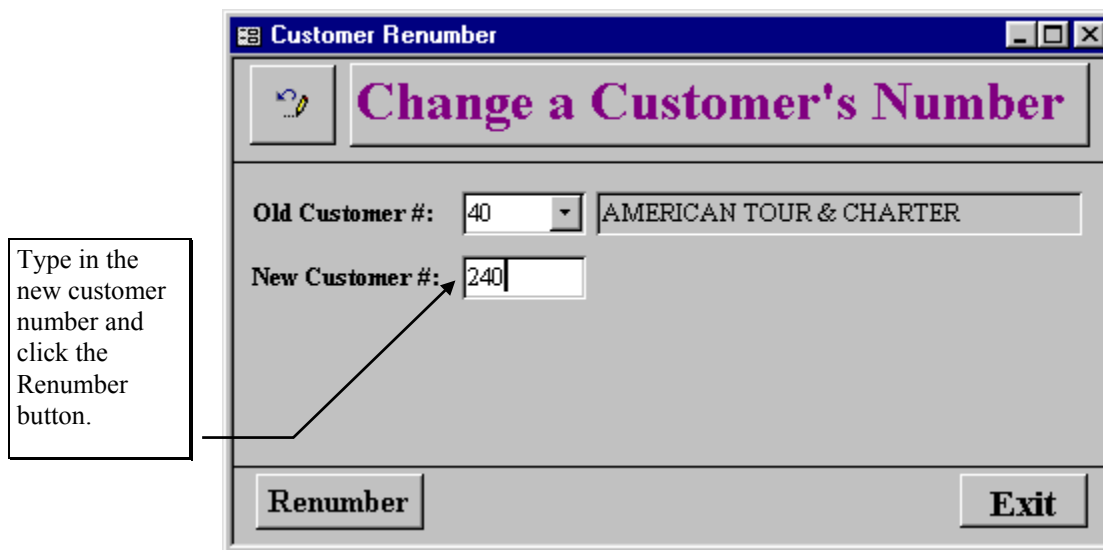 Customer Renumber
Change a Customer's Number
Old Customer #: 40 AMERICAN TOUR & CHARTER
New Customer #: 240
Type in the
new customer
number and
click the
Renumber
button.
Renumber
Exit